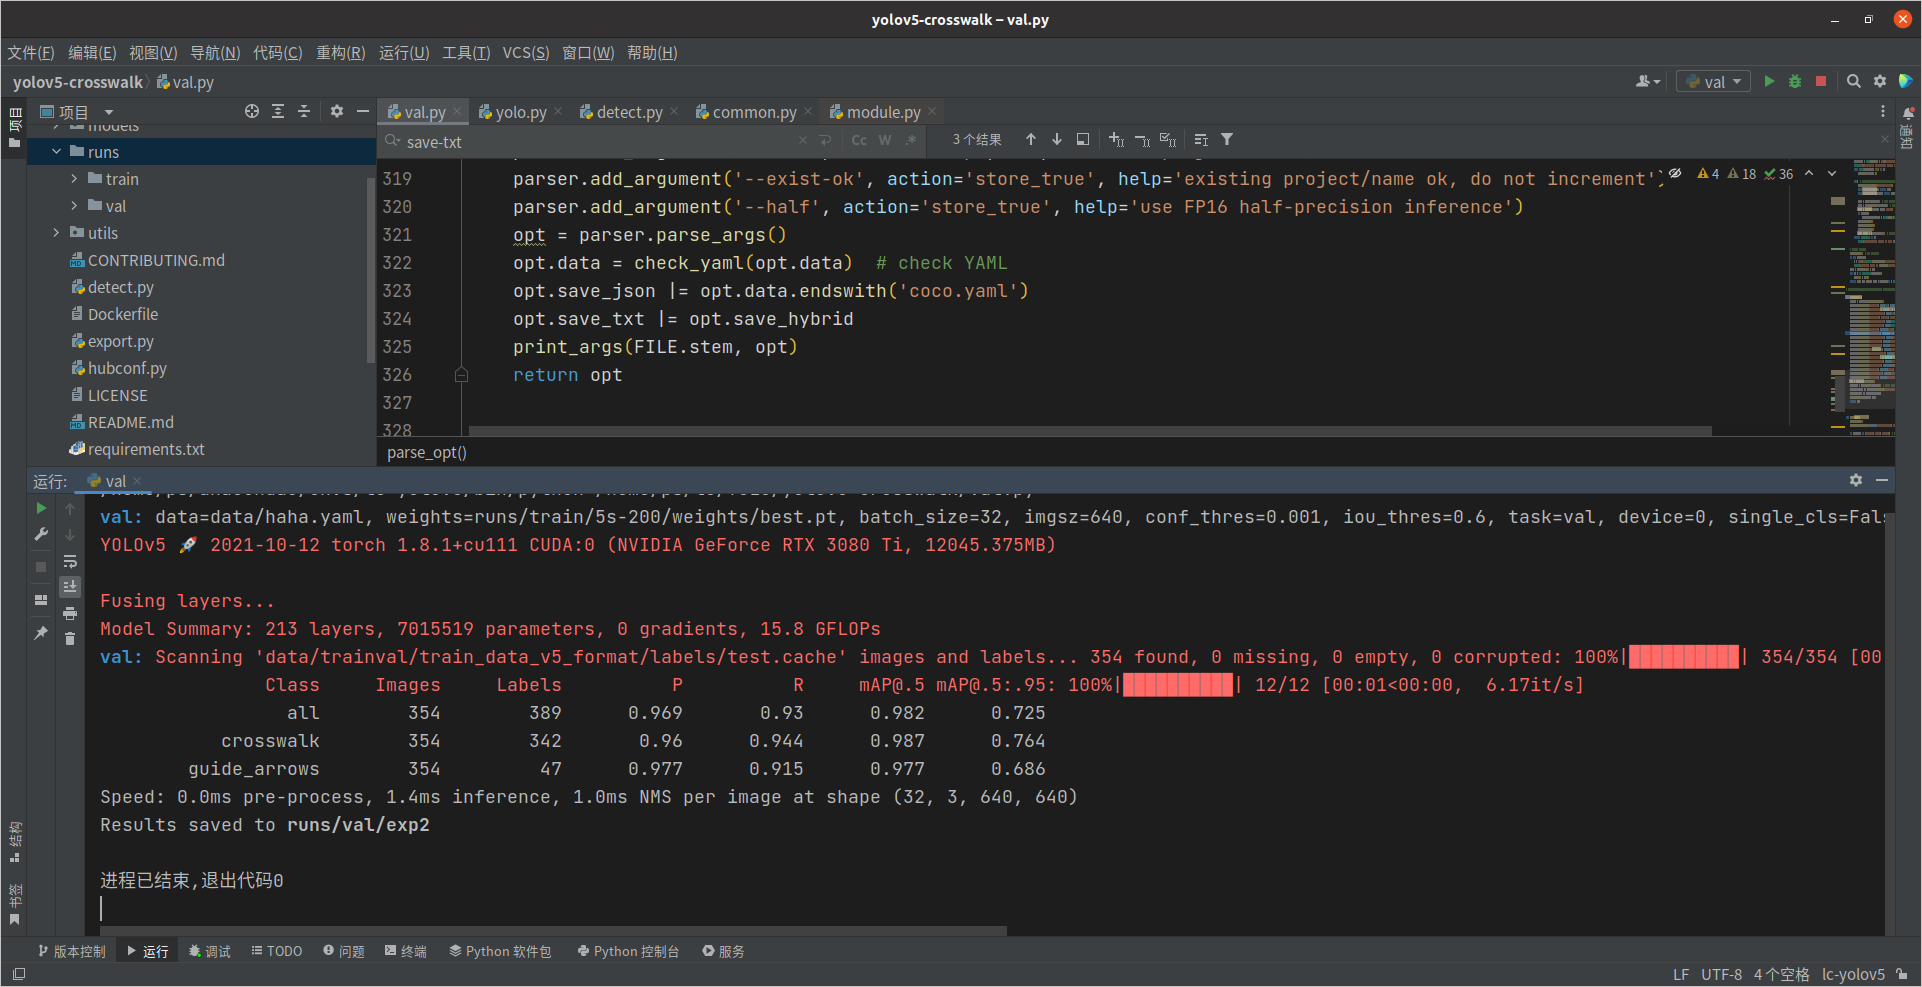 yolov5-crosswalk – val.py
文件(F) 编辑(E) 视图(V) 导航(N) 代码(C) 重构(R) 运行(U) 工具(T) VCS(S) 窗口(W) 帮助(H)
yolov5-crosswalk val.py
val
项目
项目
val.py yolo.py detect.py common.py module.py
通知
save-txt
Cc W .* 3 个结果
models
runs
train
val
utils
CONTRIBUTING.md
detect.py
Dockerfile
export.py
hubconf.py
LICENSE
README.md
requirements.txt
4 18 36
319 parser.add_argument('--exist-ok', action='store_true', help='existing project/name ok, do not increment')
320 parser.add_argument('--half', action='store_true', help='use FP16 half-precision inference')
321 opt = parser.parse_args()
322 opt.data = check_yaml(opt.data)  # check YAML
323 opt.save_json |= opt.data.endswith('coco.yaml')
324 opt.save_txt |= opt.save_hybrid
325 print_args(FILE.stem, opt)
326 return opt
327
328
parse_opt()
运行: val
val: data=data/haha.yaml, weights=runs/train/5s-200/weights/best.pt, batch_size=32, imgsz=640, conf_thres=0.001, iou_thres=0.6, task=val, device=0, single_cls=Fals
YOLOv5 🚀 2021-10-12 torch 1.8.1+cu111 CUDA:0 (NVIDIA GeForce RTX 3080 Ti, 12045.375MB)
Fusing layers...
Model Summary: 213 layers, 7015519 parameters, 0 gradients, 15.8 GFLOPs
val: Scanning 'data/trainval/train_data_v5_format/labels/test.cache' images and labels... 354 found, 0 missing, 0 empty, 0 corrupted: 100%|██████████| 354/354 [00
Class Images Labels P R mAP@.5 mAP@.5:.95: 100%|██████████| 12/12 [00:01<00:00, 6.17it/s]
all 354 389 0.969 0.93 0.982 0.725
crosswalk 354 342 0.96 0.944 0.987 0.764
guide_arrows 354 47 0.977 0.915 0.977 0.686
Speed: 0.0ms pre-process, 1.4ms inference, 1.0ms NMS per image at shape (32, 3, 640, 640)
Results saved to runs/val/exp2
进程已结束,退出代码0
结构
书签
版本控制 运行 调试 TODO 问题 终端 Python 软件包 Python 控制台 服务
LF UTF-8 4 个空格 lc-yolov5